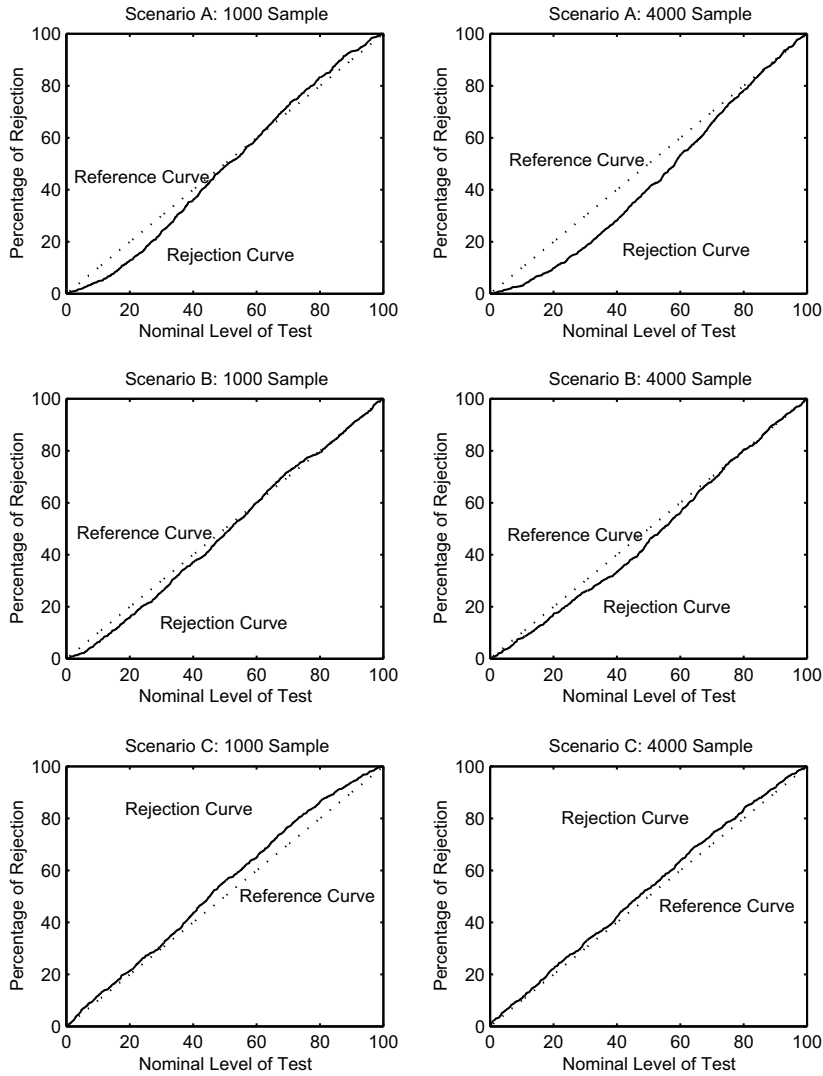 Scenario A: 1000 Sample
Percentage of Rejection
100
80
60
40
20
0
Reference Curve
Rejection Curve
0 20 40 60 80 100
Nominal Level of Test
Scenario A: 4000 Sample
Percentage of Rejection
100
80
60
40
20
0
Reference Curve
Rejection Curve
0 20 40 60 80 100
Nominal Level of Test
Scenario B: 1000 Sample
Percentage of Rejection
100
80
60
40
20
0
Reference Curve
Rejection Curve
0 20 40 60 80 100
Nominal Level of Test
Scenario B: 4000 Sample
Percentage of Rejection
100
80
60
40
20
0
Reference Curve
Rejection Curve
0 20 40 60 80 100
Nominal Level of Test
Scenario C: 1000 Sample
Percentage of Rejection
100
80
60
40
20
0
Rejection Curve
Reference Curve
0 20 40 60 80 100
Nominal Level of Test
Scenario C: 4000 Sample
Percentage of Rejection
100
80
60
40
20
0
Rejection Curve
Reference Curve
0 20 40 60 80 100
Nominal Level of Test